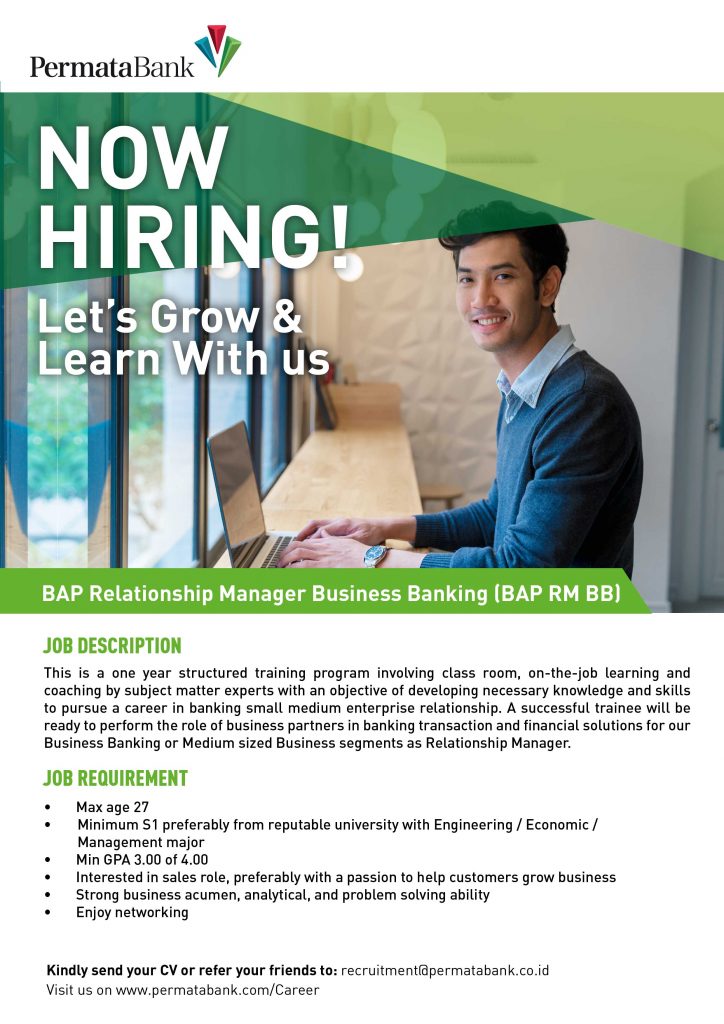 PermataBank
NOW
HIRING!
Let's Grow &
Learn With us
BAP Relationship Manager Business Banking (BAP RM BB)
JOB DESCRIPTION
This is a one year structured training program involving class room, on-the-job learning and
coaching by subject matter experts with an objective of developing necessary knowledge and skills
to pursue a career in banking small medium enterprise relationship. A successful trainee will be
ready to perform the role of business partners in banking transaction and financial solutions for our
Business Banking or Medium sized Business segments as Relationship Manager.
JOB REQUIREMENT
• Max age 27
• Minimum S1 preferably from reputable university with Engineering / Economic /
Management major
• Min GPA 3.00 of 4.00
• Interested in sales role, preferably with a passion to help customers grow business
• Strong business acumen, analytical, and problem solving ability
• Enjoy networking
Kindly send your CV or refer your friends to: recruitment@permatabank.co.id
Visit us on www.permatabank.com/Career